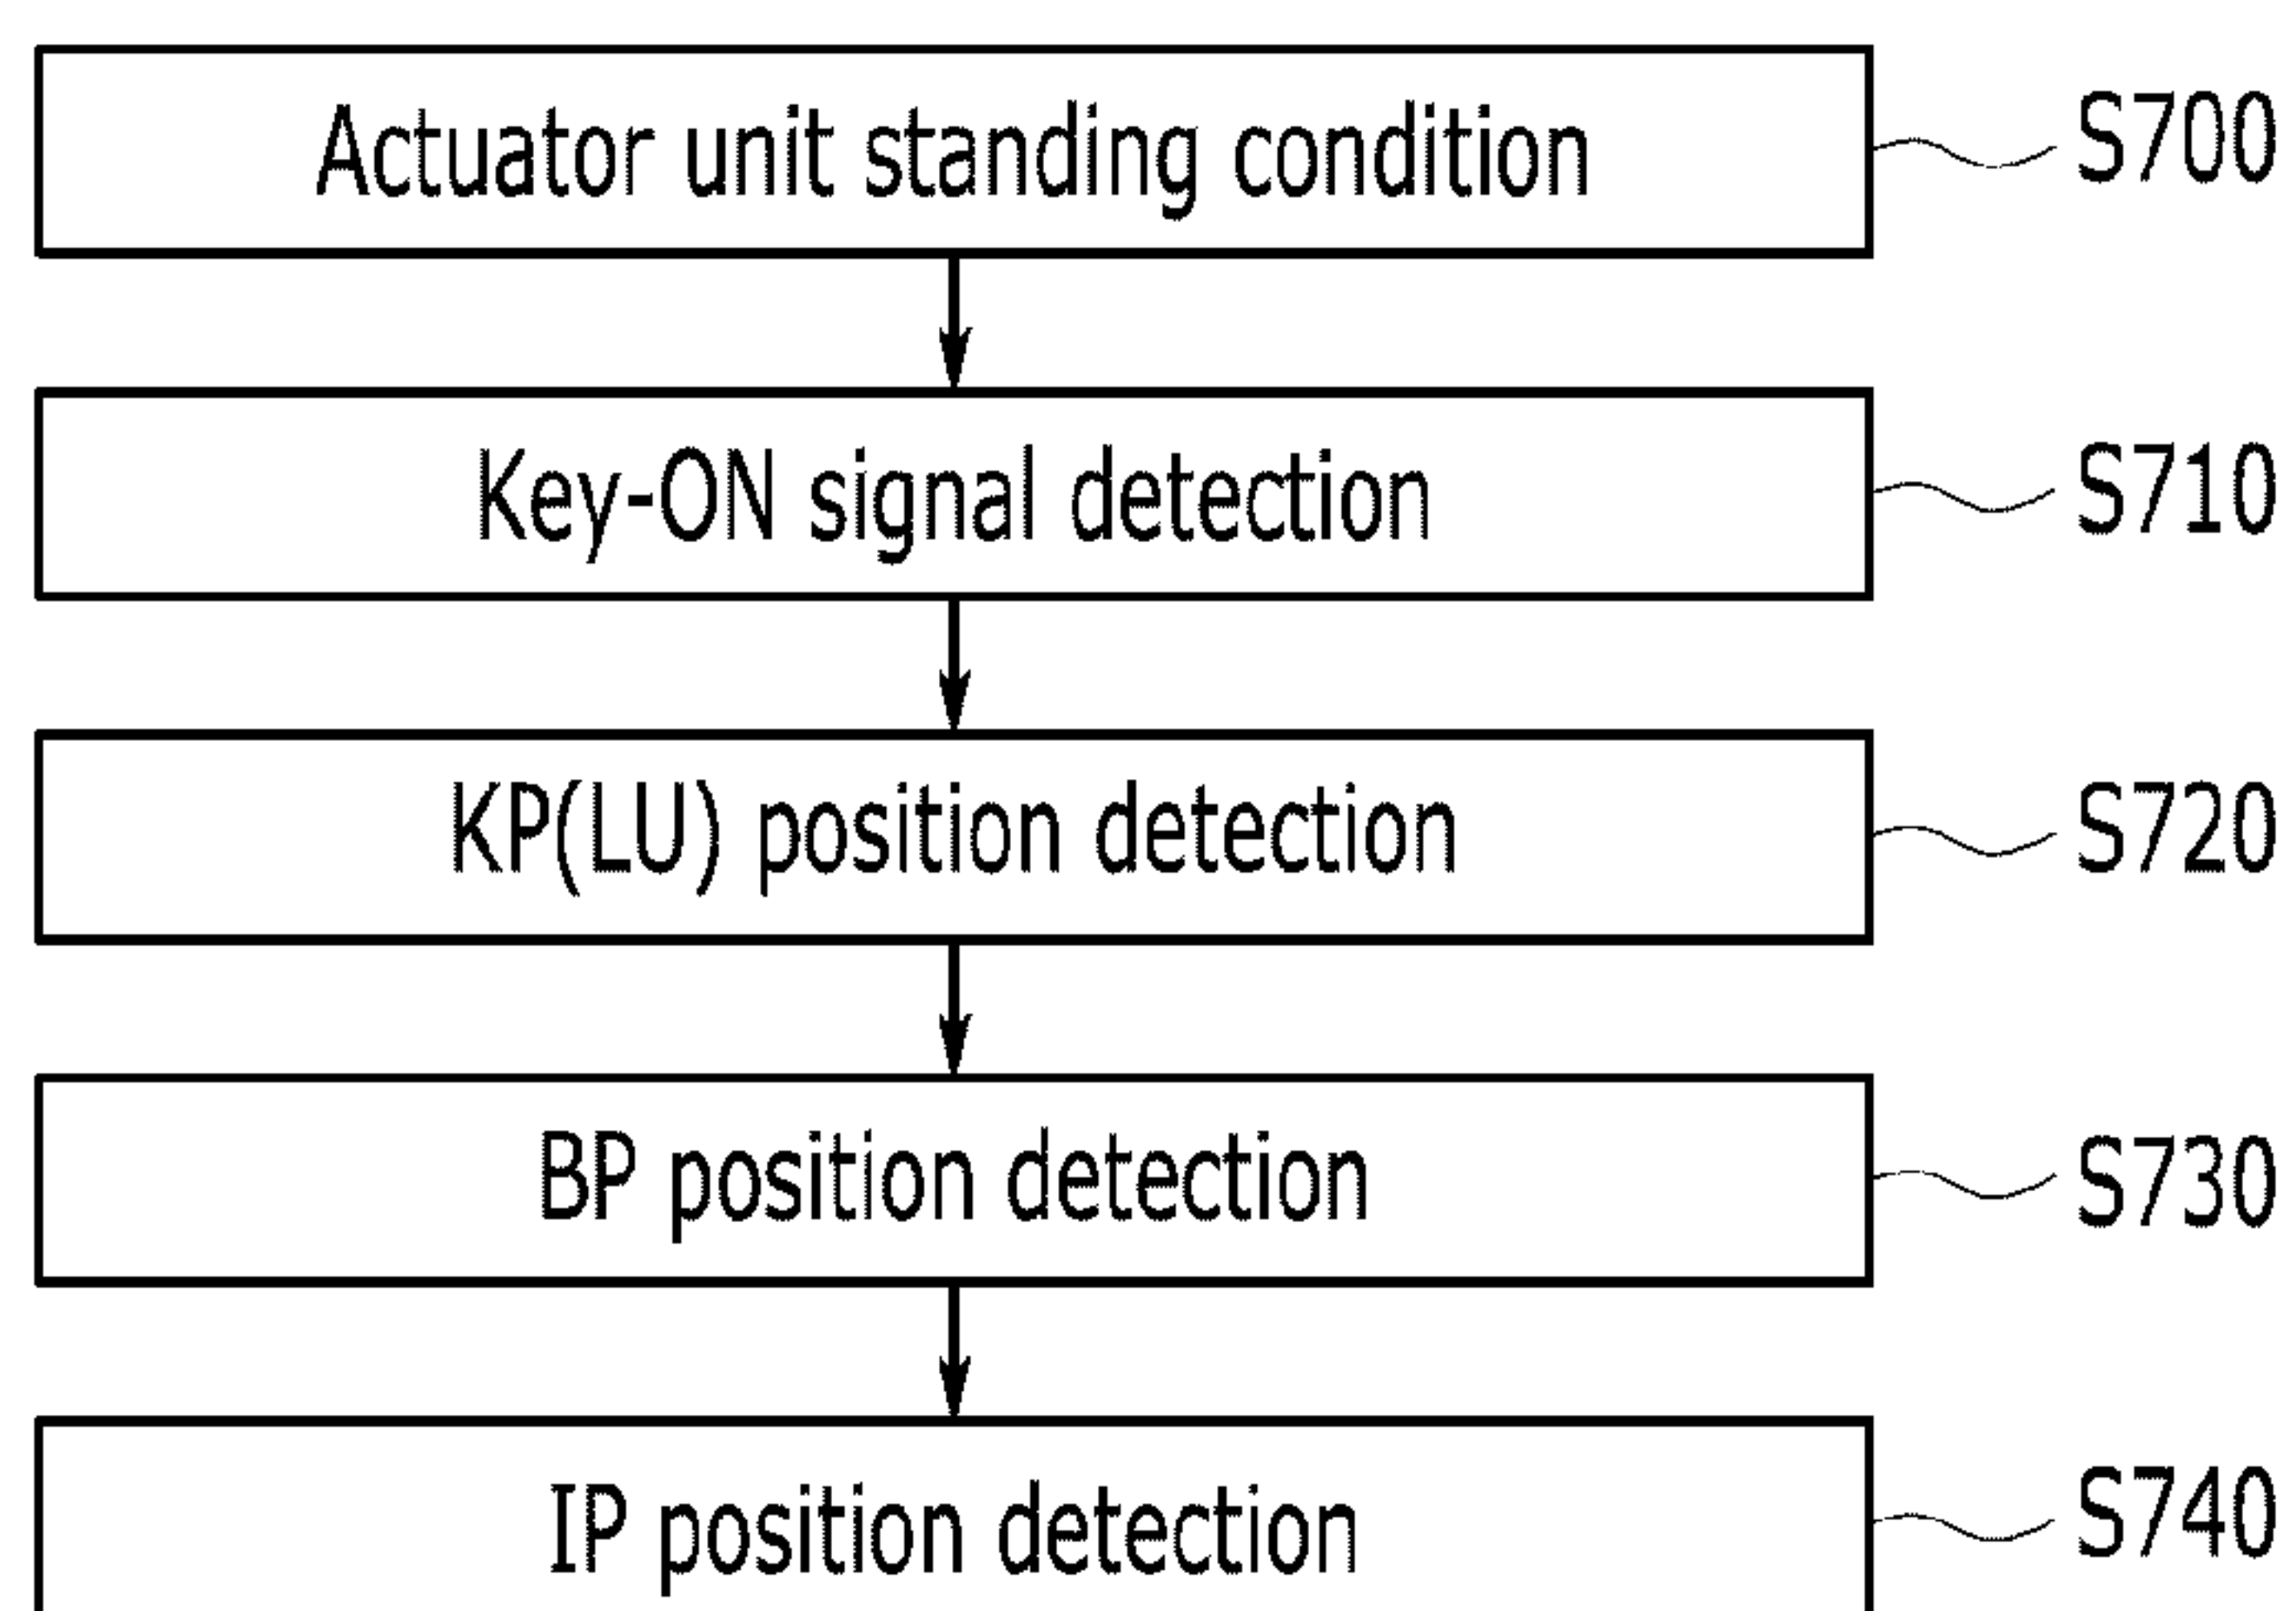 Actuator unit standing condition S700
Key-ON signal detection S710
KP(LU) position detection S720
BP position detection S730
IP position detection S740